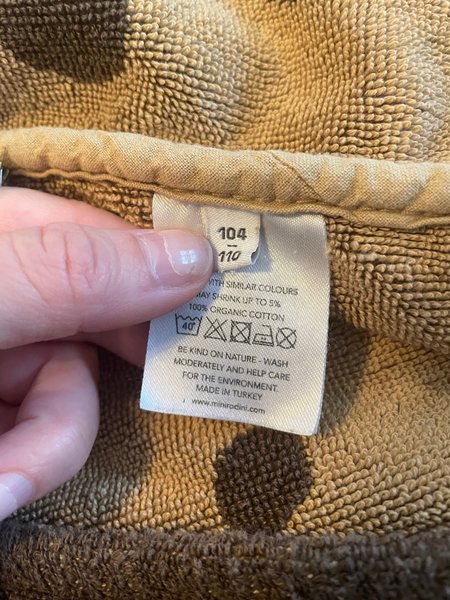 104
110
WITH SIMILAR COLOURS
MAY SHRINK UP TO 5%
100% ORGANIC COTTON
40°
BE KIND ON NATURE - WASH
MODERATELY AND HELP CARE
FOR THE ENVIRONMENT.
MADE IN TURKEY
www.minirodini.com